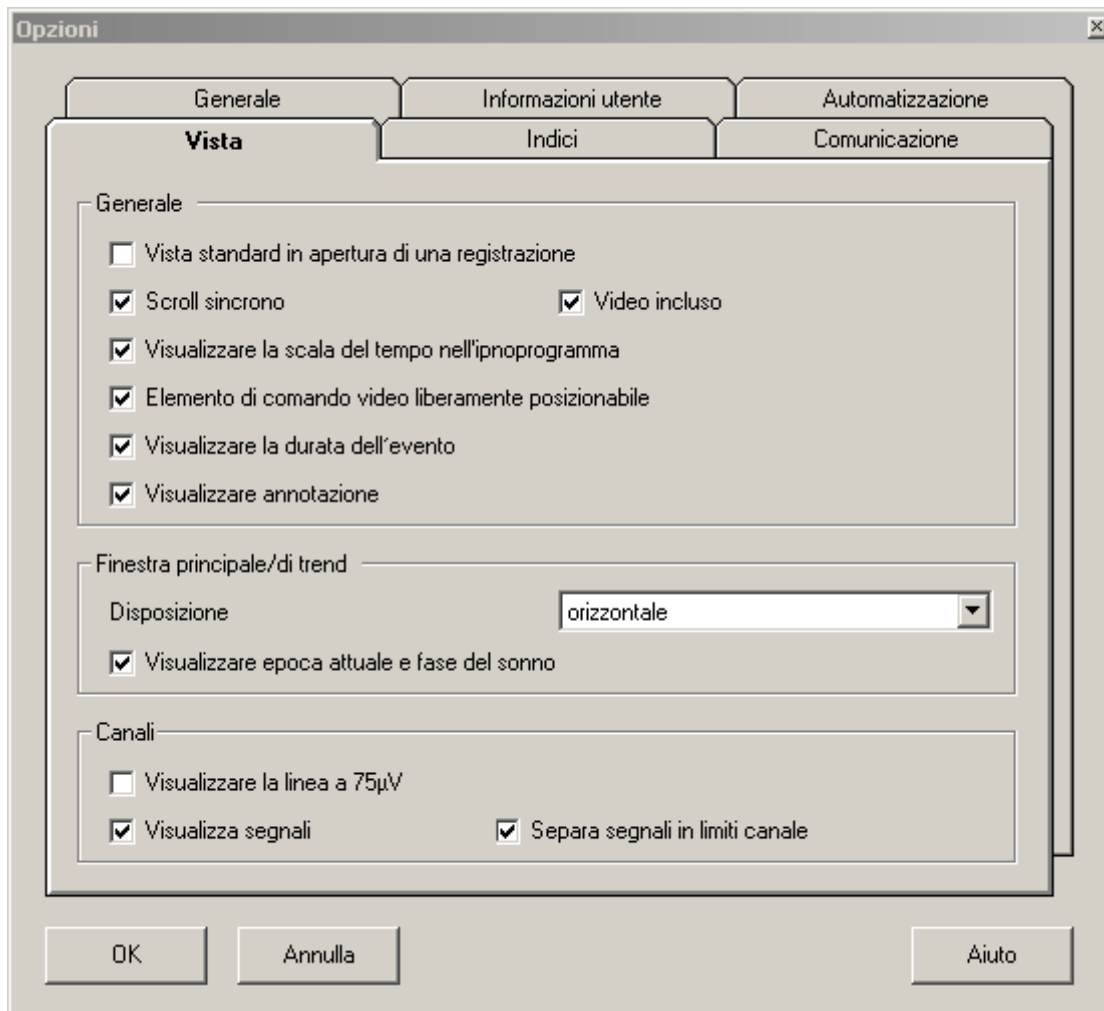 Opzioni
Generale Informazioni utente Automatizzazione
Vista Indici Comunicazione
Generale
Vista standard in apertura di una registrazione
Scroll sincrono Video incluso
Visualizzare la scala del tempo nell'ipnoprogramma
Elemento di comando video liberamente posizionabile
Visualizzare la durata dell´evento
Visualizzare annotazione
Finestra principale/di trend
Disposizione orizzontale
Visualizzare epoca attuale e fase del sonno
Canali
Visualizzare la linea a 75µV
Visualizza segnali Separa segnali in limiti canale
OK Annulla Aiuto